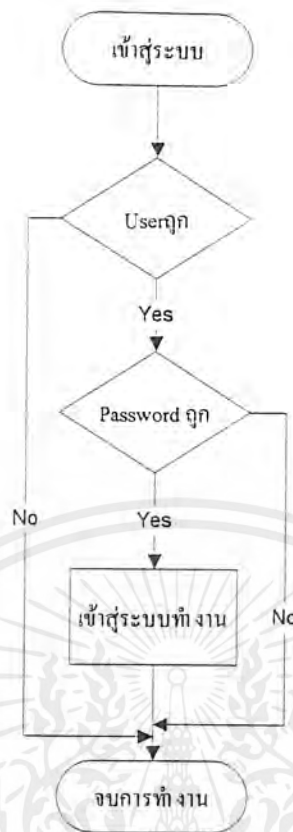 เข้าสู่ระบบ
Userถูก
Yes
Password ถูก
No
Yes
เข้าสู่ระบบทำงาน
No
จบการทำงาน